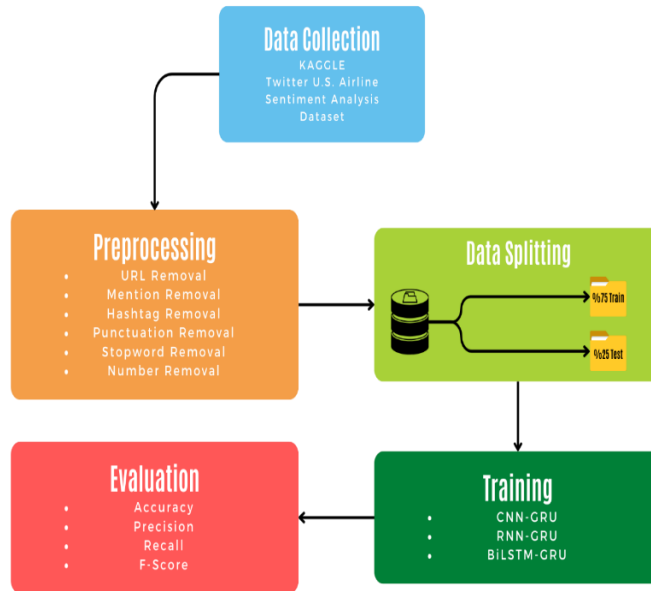 Data Collection
KAGGLE
Twitter U.S. Airline
Sentiment Analysis
Dataset
Preprocessing
• URL Removal
• Mention Removal
• Hashtag Removal
• Punctuation Removal
• Stopword Removal
• Number Removal
Data Splitting
%75 Train
%25 Test
Training
• CNN-GRU
• RNN-GRU
• BiLSTM-GRU
Evaluation
• Accuracy
• Precision
• Recall
• F-Score